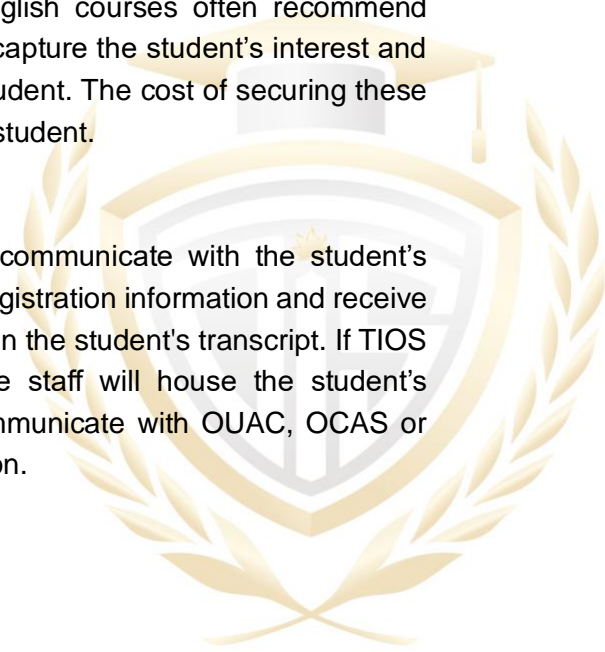 glish courses often recommend
capture the student’s interest and
udent. The cost of securing these
student.
communicate with the student’s
gistration information and receive
n the student's transcript. If TIOS
e staff will house the student’s
mmunicate with OUAC, OCAS or
on.